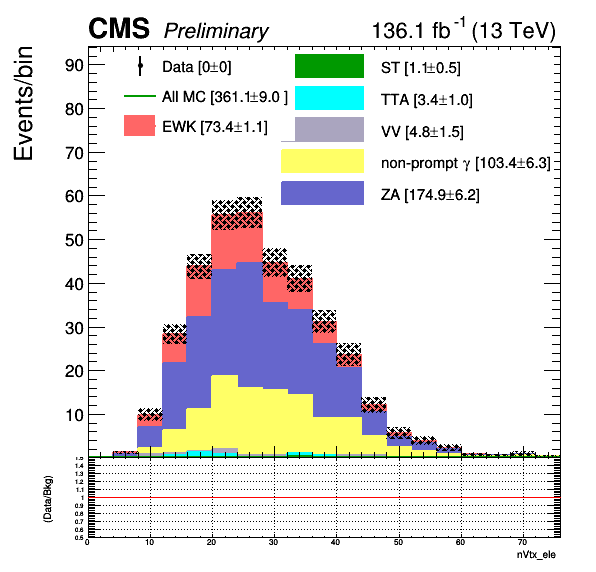 CMS Preliminary 136.1 fb⁻¹ (13 TeV)
Events/bin
90
80
70
60
50
40
30
20
10
Data [0±0]
All MC [361.1±9.0 ]
EWK [73.4±1.1]
ST [1.1±0.5]
TTA [3.4±1.0]
VV [4.8±1.5]
non-prompt γ [103.4±6.3]
ZA [174.9±6.2]
(Data/Bkg)
1.5
1.4
1.3
1.2
1.1
1
0.9
0.8
0.7
0.6
0.5
0 10 20 30 40 50 60 70
nVtx_ele